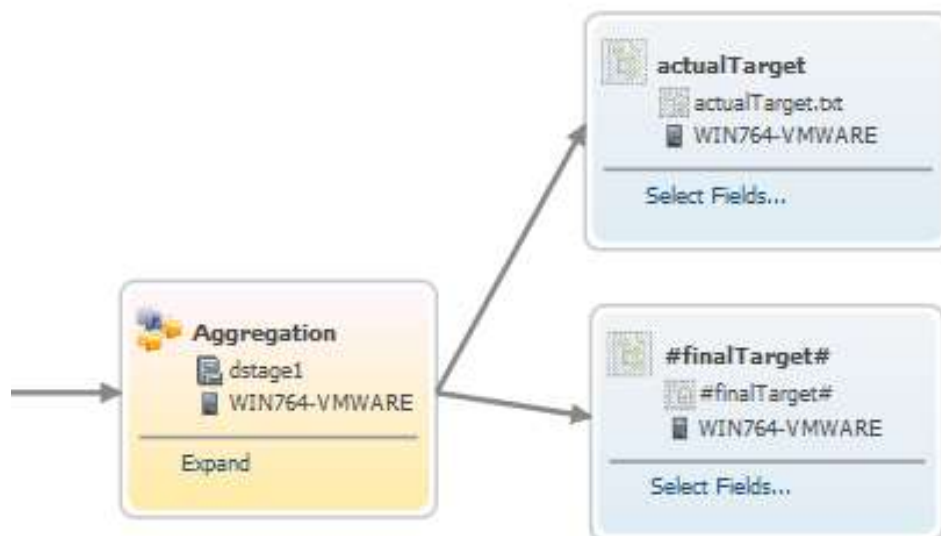 actualTarget
actualTarget.txt
WIN764-VMWARE
Select Fields...
Aggregation
dstage1
WIN764-VMWARE
Expand
#finalTarget#
#finalTarget#
WIN764-VMWARE
Select Fields...